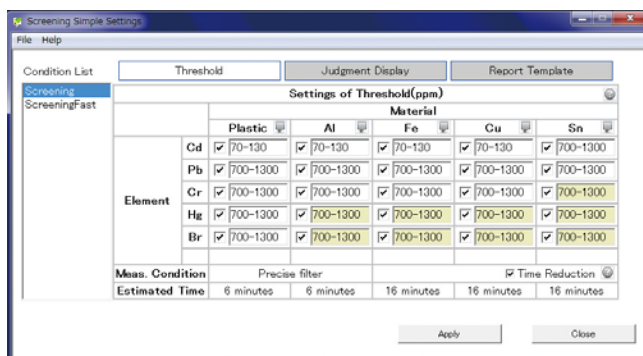 Screening Simple Settings
File Help
Condition List
Screening
ScreeningFast
Threshold Judgment Display Report Template
Settings of Threshold(ppm)
Material
Plastic Al Fe Cu Sn
Element
Cd 70-130 70-130 70-130 70-130 700-1300
Pb 700-1300 700-1300 700-1300 700-1300 700-1300
Cr 700-1300 700-1300 700-1300 700-1300 700-1300
Hg 700-1300 700-1300 700-1300 700-1300 700-1300
Br 700-1300 700-1300 700-1300 700-1300 700-1300
Meas. Condition Precise filter Time Reduction
Estimated Time 6 minutes 6 minutes 16 minutes 16 minutes 16 minutes
Apply Close